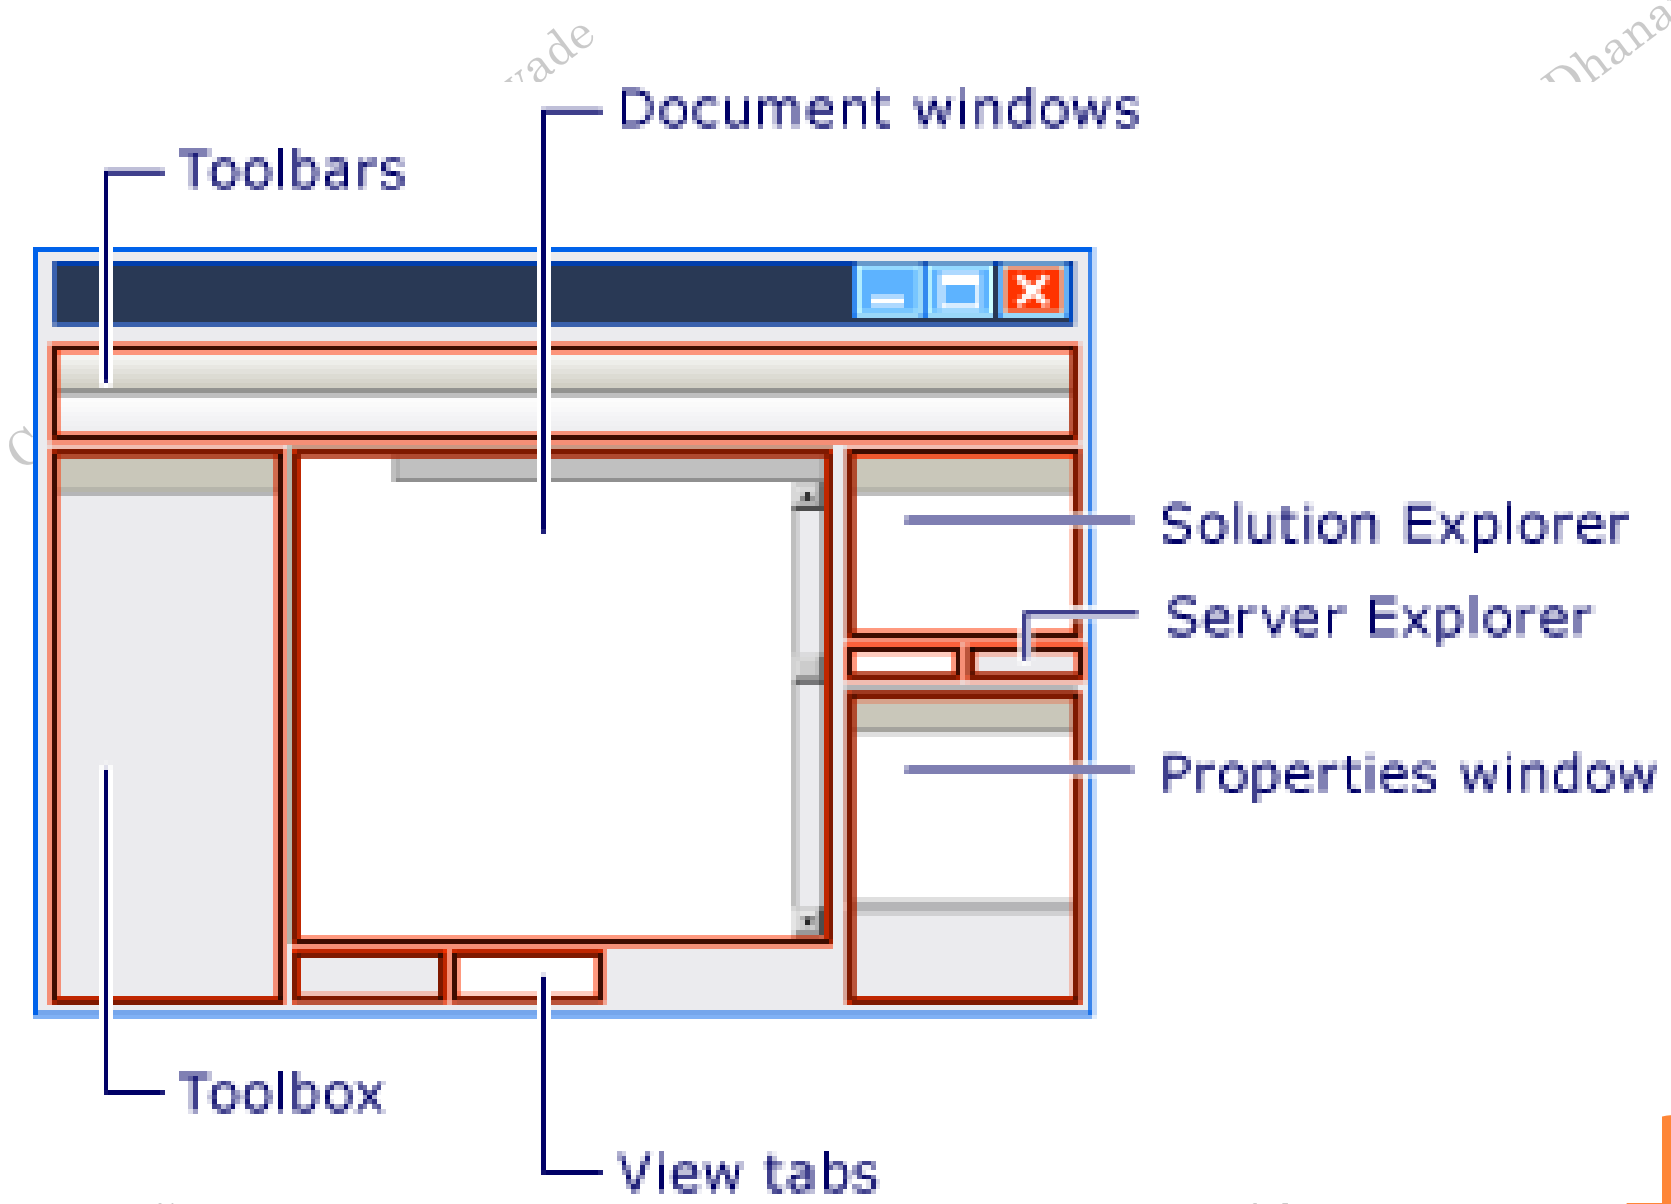 Document windows
Toolbars
Solution Explorer
Server Explorer
Properties window
Toolbox
View tabs